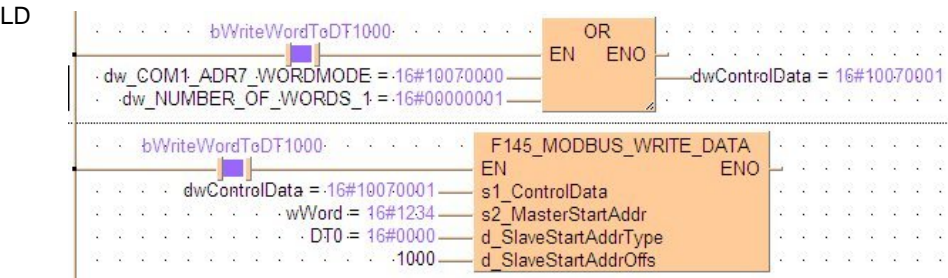 LD
bWriteWordToDT1000
OR
EN ENO
dw_COM1_ADR7_WORDMODE = 16#10070000
dwControlData = 16#10070001
dw_NUMBER_OF_WORDS_1 = 16#00000001
bWriteWordToDT1000
F145_MODBUS_WRITE_DATA
EN ENO
dwControlData = 16#10070001 s1_ControlData
wWord = 16#1234 s2_MasterStartAddr
DT0 = 16#0000 d_SlaveStartAddrType
1000 d_SlaveStartAddrOffs